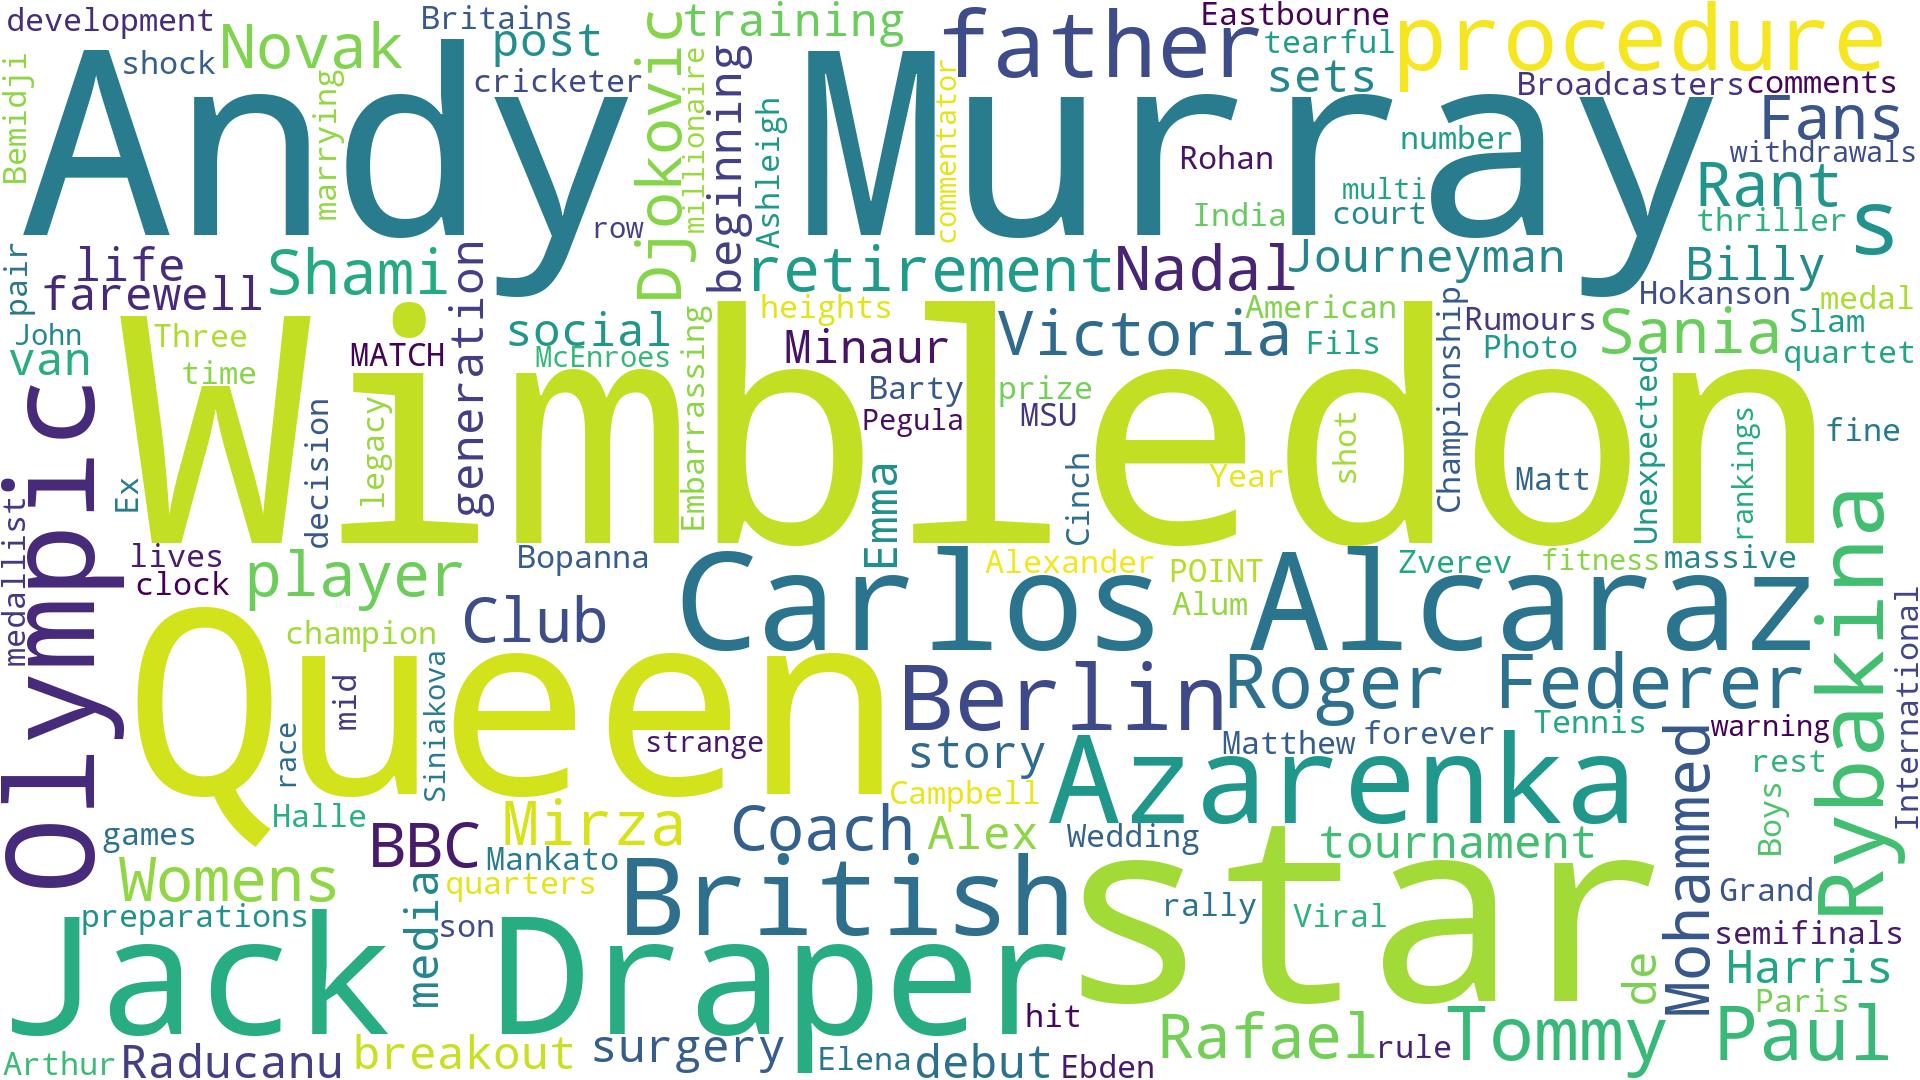 development
Britains
Novak
post
training
father
Eastbourne
tearful
procedure
shock
cricketer
sets
Broadcasters
comments
Andy
Murray
Djokovic
millionaire
beginning
Ashleigh
commentator
Bemidji
marrying
row
Rohan
number
multi
India
court
Fans
withdrawals
Rant
thriller
s
pair
life
farewell
Shami
generation
retirement
Nadal
Journeyman
Billy
Hokanson
medal
John
van
Three
time
MATCH
social
McEnroes
Embarrassing
heights
Minaur
Victoria
American
Fils
Championship
Rumours
Photo
Sania
Slam
quartet
Wimbledon
Barty
prize
Pegula
MSU
Olympic
medallist
Ex
decision
legacy
Emma
Cinch
Year
shot
Matt
Unexpected
rankings
fine
lives
clock
player
Bopanna
Alexander
POINT
Alum
Zverev
fitness
massive
Carlos
Alcaraz
Rybakina
International
Queen
champion
Club
mid
race
Siniakova
strange
Berlin
Roger
Federer
story
Matthew
forever
Tennis
warning
Mohammed
rest
Boys
Halle
games
BBC
Mirza
Mankato
quarters
Coach
Campbell
Alex
Azarenka
Wedding
tournament
Womens
preparations
media
son
British
star
rally
Viral
Grand
semifinals
Harris
de
Paris
Jack
Draper
hit
Arthur
Raducanu
breakout
surgery
Elena
debut
Ebden
Rafael
rule
Tommy
Paul